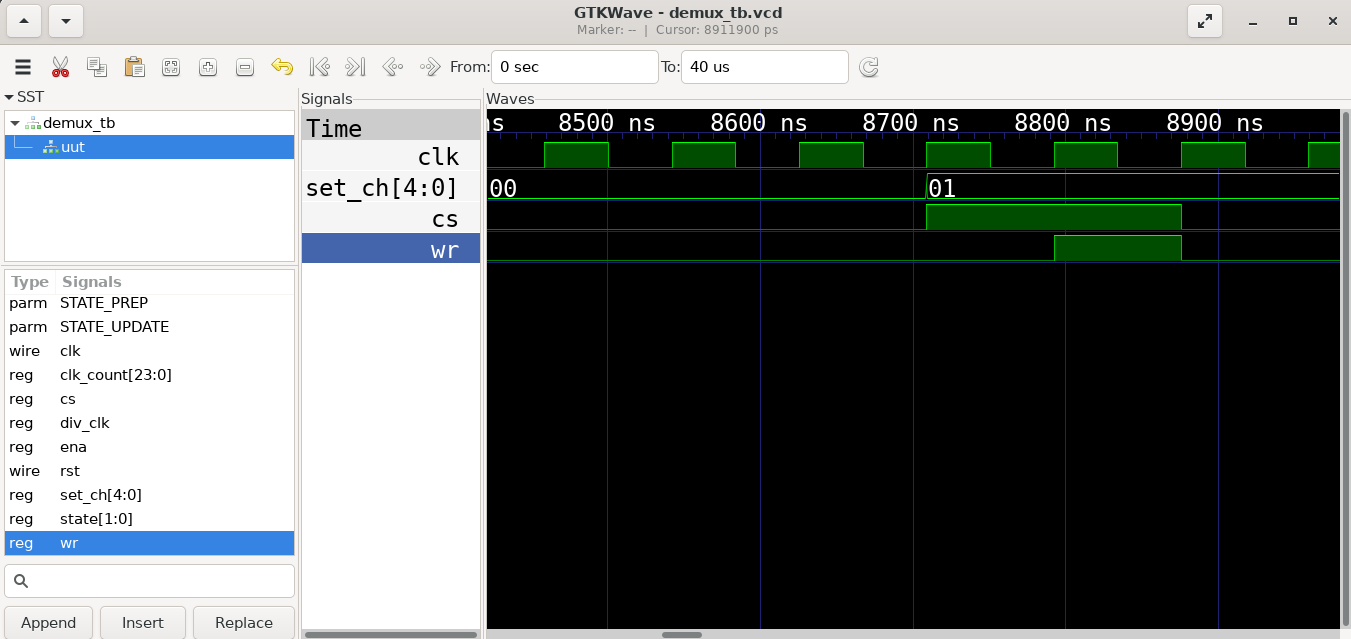 GTKWave - demux_tb.vcd
Marker: -- | Cursor: 8911900 ps
From: 0 sec To: 40 us
SST
demux_tb
uut
Type Signals
parm STATE_PREP
parm STATE_UPDATE
wire clk
reg clk_count[23:0]
reg cs
reg div_clk
reg ena
wire rst
reg set_ch[4:0]
reg state[1:0]
reg wr
Append Insert Replace
Signals
Time
clk
set_ch[4:0]
cs
wr
Waves
ns 8500 ns 8600 ns 8700 ns 8800 ns 8900 ns
00 01